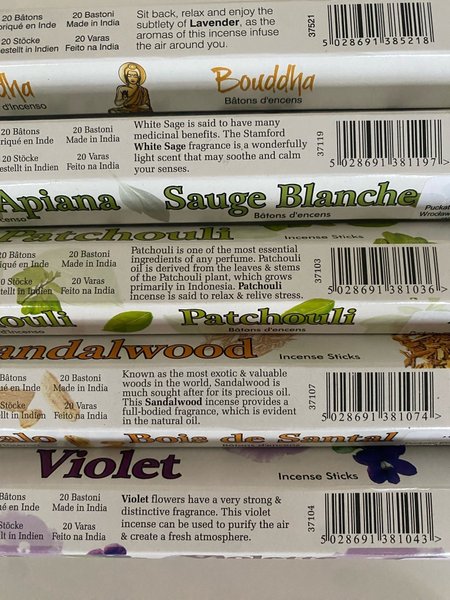 20 Bâtons
20 Bastoni
riqué en Inde
Made in India
20 Stöcke
20 Varas
estellt in Indien
Feito na India
Sit back, relax and enjoy the
subtlety of Lavender, as the
aromas of this incense infuse
the air around you.
37521
5 028691 385218
dha
d'incenso
Bouddha
Bâtons d'encens
20 Bâtons
20 Bastoni
riqué en Inde
Made in India
20 Stöcke
20 Varas
estellt in Indien
Feito na India
White Sage is said to have many
medicinal benefits. The Stamford
White Sage fragrance is a wonderfully
light scent that may soothe and calm
your senses.
37119
5 028691 381197 >
Apiana
incenso
Sauge Blanche
Bâtons d'encens
Puckat
Wrocław
Patchouli
Incense Sticks
20 Bâtons
20 Bastoni
riqué en Inde
Made in India
20 Stöcke
20 Varas
stellt in Indien
Feito na India
Patchouli is one of the most essential
ingredients of any perfume. Patchouli
oil is derived from the leaves & stems
of the Patchouli plant, which grows
primarily in Indonesia. Patchouli
incense is said to relax & relive stress.
37103
5 028691 381036 >
ouli
Patchouli
Bâtons d'encens
andalwood
Incense Sticks
Bâtons
20 Bastoni
ué en Inde
Made in India
Stöcke
20 Varas
llt in Indien
Feito na India
Known as the most exotic & valuable
woods in the world, Sandalwood is
much sought after for its precious oil.
This Sandalwood incense provides a
full-bodied fragrance, which is evident
in the natural oil.
37107
5 028691 381074 >
alo
Bois de Santal
Violet
Incense Sticks
Bâtons
20 Bastoni
ué en Inde
Made in India
Stöcke
20 Varas
ellt in Indien
Feito na India
Violet flowers have a very strong &
distinctive fragrance. This violet
incense can be used to purify the air
& create a fresh atmosphere.
37104
5 028691 381043 >